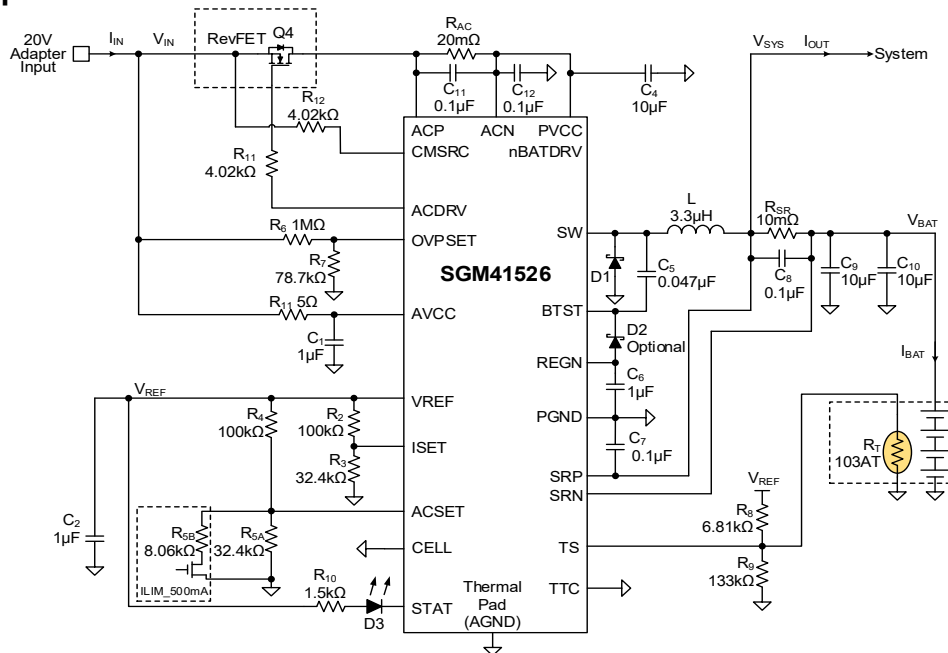 20V
Adapter
Input
I_IN
V_IN
RevFET
Q4
R_AC
20mΩ
C11
0.1µF
C12
0.1µF
C4
10µF
V_SYS
I_OUT
System
R12
4.02kΩ
R11
4.02kΩ
ACP
ACN
PVCC
CMSRC
nBATDRV
ACDRV
R6 1MΩ
OVPSET
R7
78.7kΩ
R11 5Ω
AVCC
C1
1µF
SGM41526
SW
L
3.3µH
R_SR
10mΩ
V_BAT
D1
C5
0.047µF
C8
0.1µF
C9
10µF
C10
10µF
BTST
D2
Optional
REGN
C6
1µF
I_BAT
PGND
C7
0.1µF
SRP
SRN
R_T
103AT
V_REF
R4
100kΩ
R2
100kΩ
VREF
ISET
R3
32.4kΩ
C2
1µF
R5B
8.06kΩ
R5A
32.4kΩ
ACSET
ILIM_500mA
CELL
R10
1.5kΩ
D3
STAT
Thermal
Pad
(AGND)
V_REF
R8
6.81kΩ
TS
R9
133kΩ
TTC